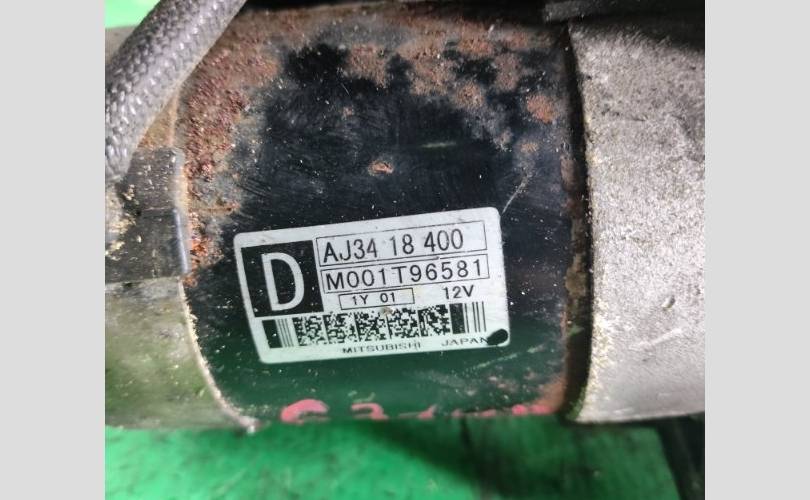 D
AJ34 18 400
M001T96581
1Y 01 12V
MITSUBISHI JAPAN